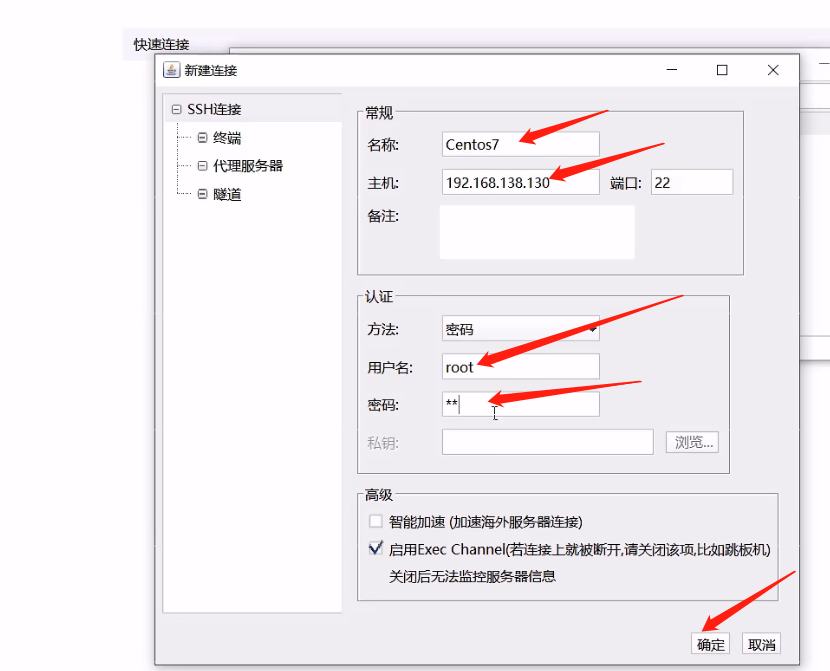 快速连接
新建连接
SSH连接
终端
代理服务器
隧道
常规
名称: Centos7
主机: 192.168.138.130 端口: 22
备注:
认证
方法: 密码
用户名: root
密码: **
私钥: 浏览...
高级
智能加速 (加速海外服务器连接)
启用Exec Channel(若连接上就被断开,请关闭该项,比如跳板机)
关闭后无法监控服务器信息
确定 取消